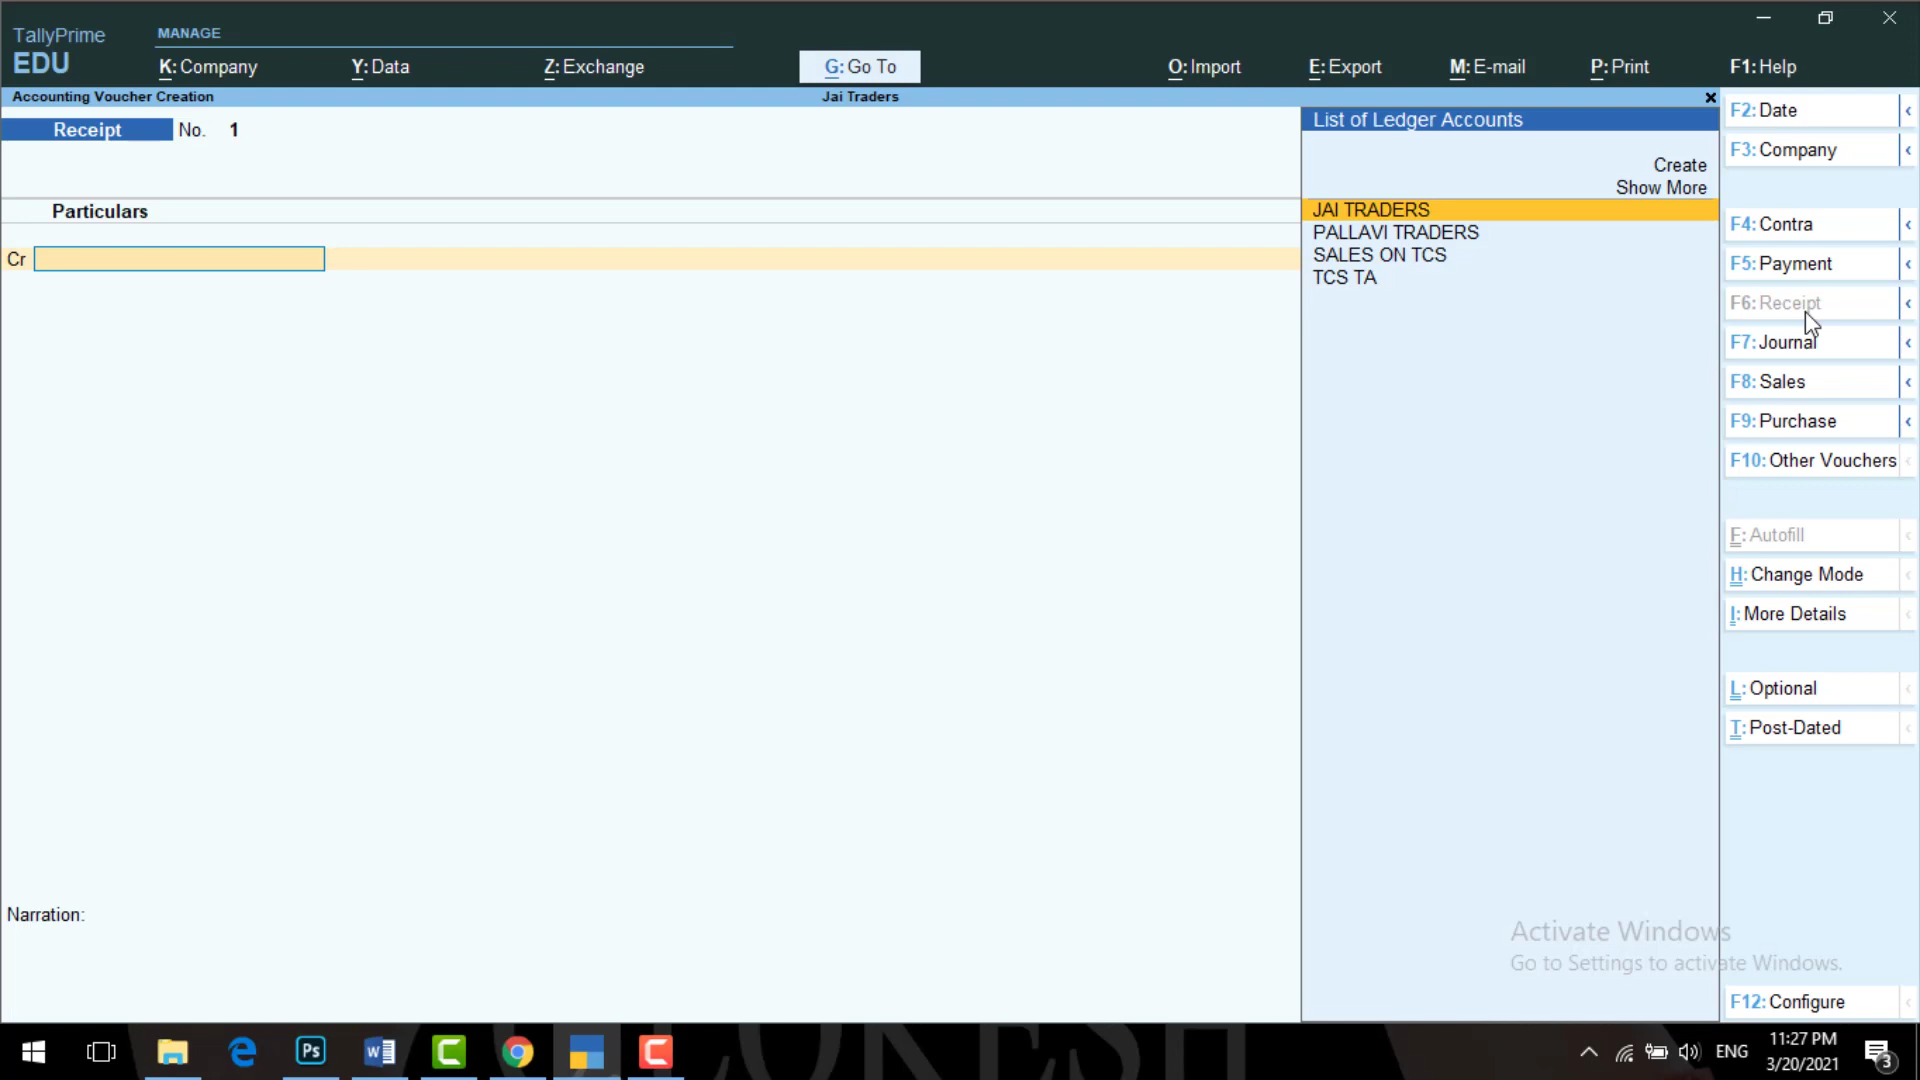 TallyPrime
EDU
MANAGE
K: Company
Y: Data
Z: Exchange
G: Go To
O: Import
E: Export
M: E-mail
P: Print
F1: Help
Accounting Voucher Creation
Jai Traders
Receipt No. 1
Particulars
Cr
List of Ledger Accounts
Create
Show More
JAI TRADERS
PALLAVI TRADERS
SALES ON TCS
TCS TA
F2: Date
F3: Company
F4: Contra
F5: Payment
F6: Receipt
F7: Journal
F8: Sales
F9: Purchase
F10: Other Vouchers
F: Autofill
H: Change Mode
I: More Details
L: Optional
T: Post-Dated
F12: Configure
Narration:
Activate Windows
Go to Settings to activate Windows.
Ps
ENG
11:27 PM
3/20/2021
3